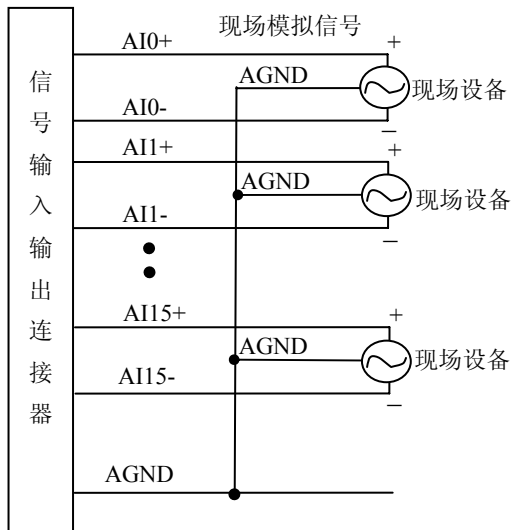 信号输入输出连接器
现场模拟信号
AI0+
+
AGND
现场设备
AI0-
−
AI1+
+
AGND
现场设备
AI1-
−
AI15+
+
AGND
现场设备
AI15-
−
AGND